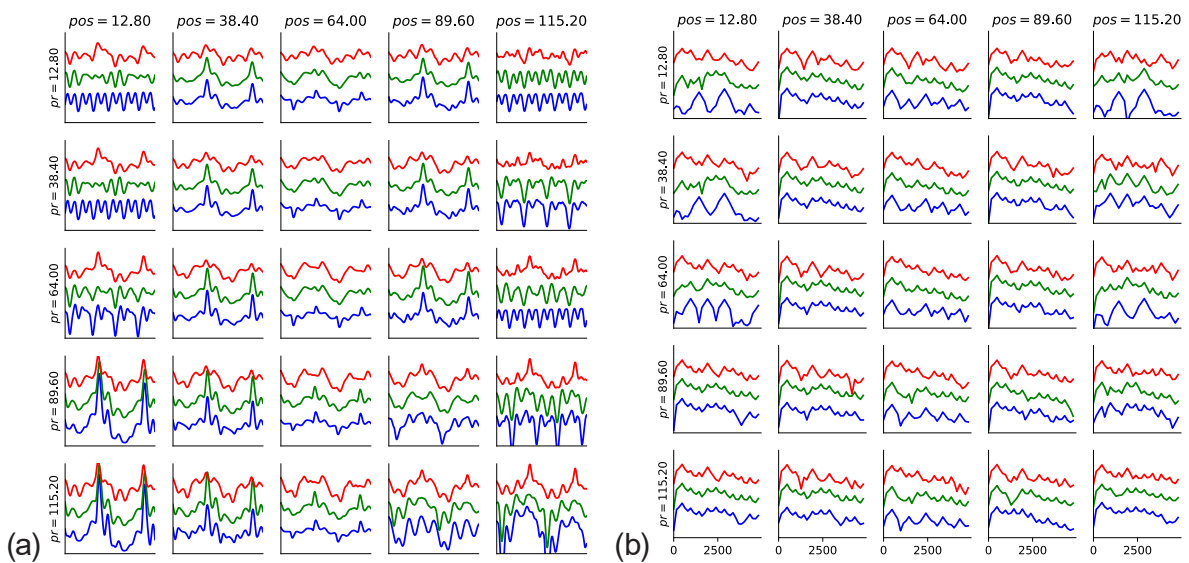 pos = 12.80 pos = 38.40 pos = 64.00 pos = 89.60 pos = 115.20
pr = 12.80
pr = 38.40
pr = 64.00
pr = 89.60
pr = 115.20
(a)
pos = 12.80 pos = 38.40 pos = 64.00 pos = 89.60 pos = 115.20
pr = 12.80
pr = 38.40
pr = 64.00
pr = 89.60
pr = 115.20
0 2500 0 2500 0 2500 0 2500 0 2500
(b)